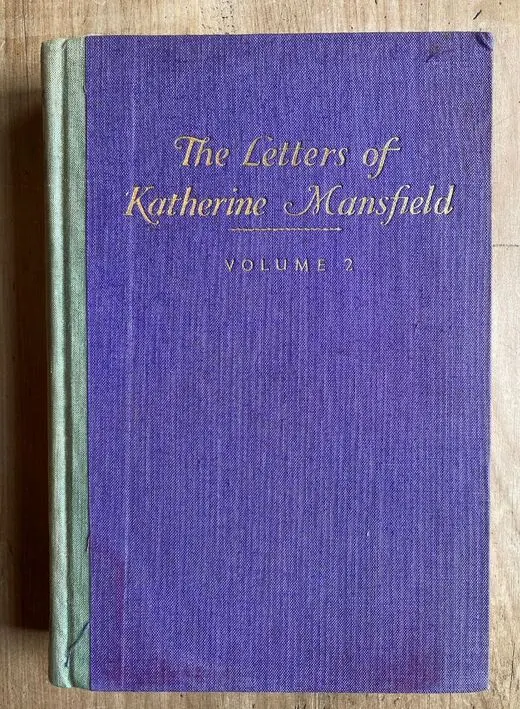 The Letters of
Katherine Mansfield
VOLUME 2